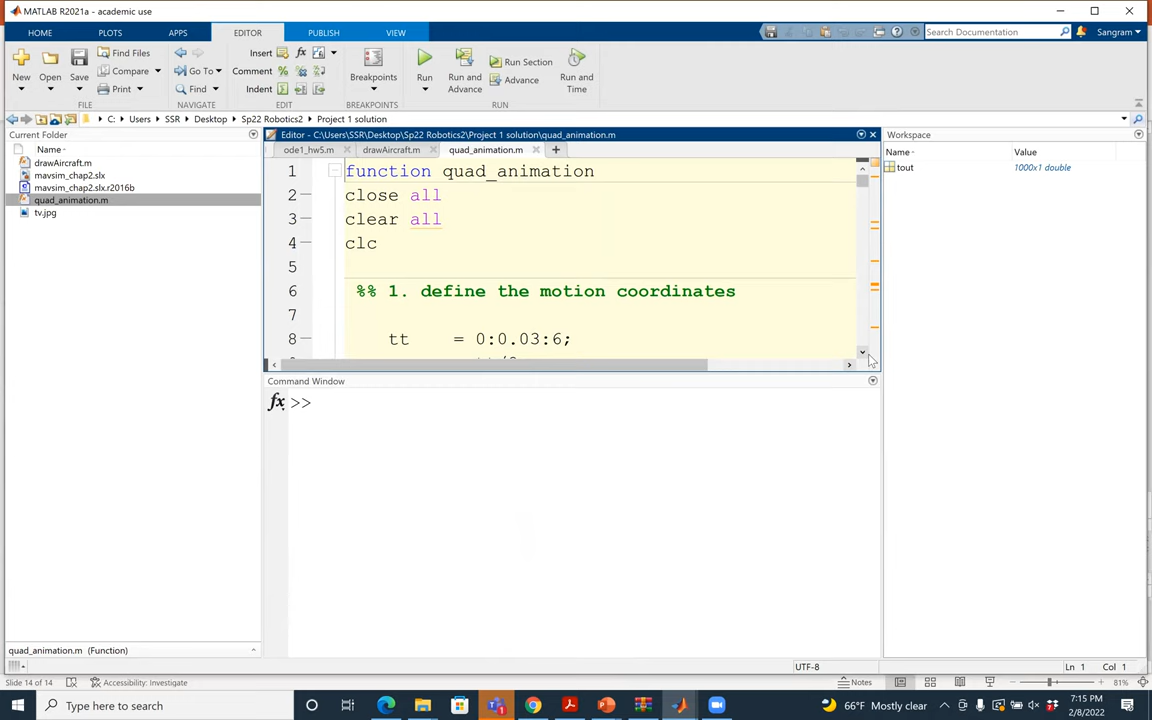 MATLAB R2021a - academic use
HOME PLOTS APPS EDITOR PUBLISH VIEW
Search Documentation
Sangram
New
Open
Save
Find Files
Compare
Print
FILE
Go To
Find
NAVIGATE
Insert
Comment
Indent
EDIT
Breakpoints
BREAKPOINTS
Run
Run and
Advance
Run Section
Advance
Run and
Time
RUN
C: Users SSR Desktop Sp22 Robotics2 Project 1 solution
Current Folder
Name
drawAircraft.m
mavsim_chap2.slx
mavsim_chap2.slx.r2016b
quad_animation.m
tv.jpg
quad_animation.m (Function)
Editor - C:\Users\SSR\Desktop\Sp22 Robotics2\Project 1 solution\quad_animation.m
ode1_hw5.m drawAircraft.m quad_animation.m
1 function quad_animation
2 close all
3 clear all
4 clc
5
6 %% 1. define the motion coordinates
7
8 tt = 0:0.03:6;
Command Window
fx >>
Workspace
Name Value
tout 1000x1 double
UTF-8
Ln 1 Col 1
Slide 14 of 14
Accessibility: Investigate
Notes
81%
Type here to search
66°F Mostly clear
7:15 PM
2/8/2022